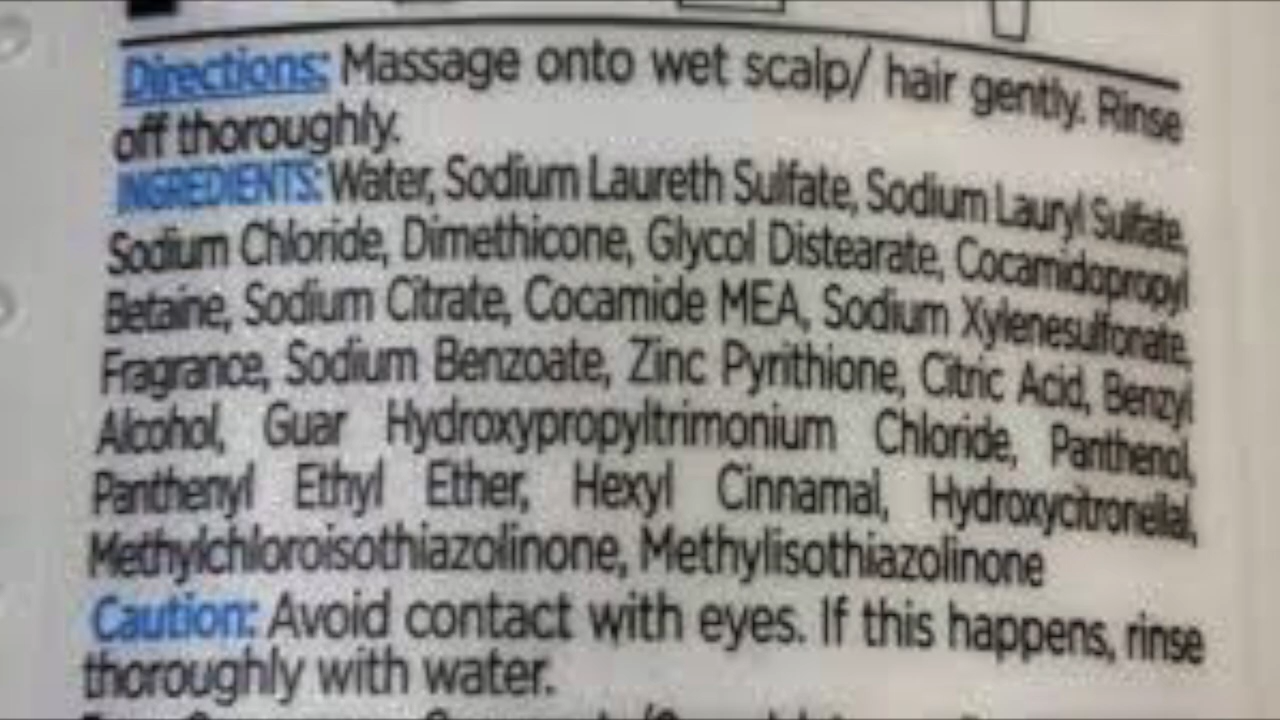 Directions: Massage onto wet scalp/ hair gently. Rinse
off thoroughly.
INGREDIENTS: Water, Sodium Laureth Sulfate, Sodium Lauryl Sulfate,
Sodium Chloride, Dimethicone, Glycol Distearate, Cocamidopropyl
Betaine, Sodium Citrate, Cocamide MEA, Sodium Xylenesulfonate,
Fragrance, Sodium Benzoate, Zinc Pyrithione, Citric Acid, Benzyl
Alcohol, Guar Hydroxypropyltrimonium Chloride, Panthenol,
Panthenyl Ethyl Ether, Hexyl Cinnamal, Hydroxycitronellal,
Methylchloroisothiazolinone, Methylisothiazolinone
Caution: Avoid contact with eyes. If this happens, rinse
thoroughly with water.